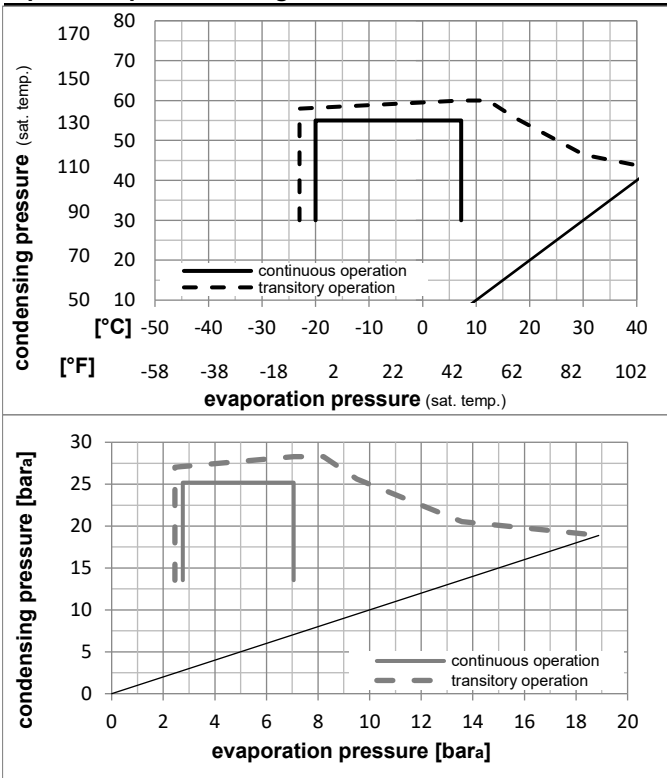 170 80
70
150
60
130 50
110 40
90 30
70 20
50 10
condensing pressure (sat. temp.)
continuous operation
transitory operation
[°C] -50 -40 -30 -20 -10 0 10 20 30 40
[°F] -58 -38 -18 2 22 42 62 82 102
evaporation pressure (sat. temp.)
30
25
20
15
10
5
0
condensing pressure [bara]
continuous operation
transitory operation
0 2 4 6 8 10 12 14 16 18 20
evaporation pressure [bara]